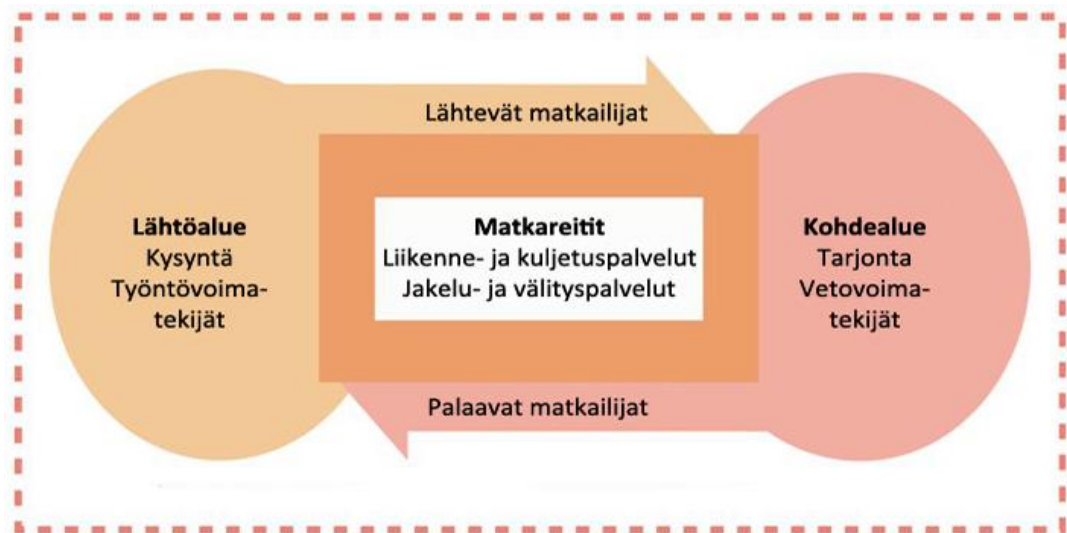 Lähtevät matkailijat
Lähtöalue
Kysyntä
Työntövoima-
tekijät
Matkareitit
Liikenne- ja kuljetuspalvelut
Jakelu- ja välityspalvelut
Kohdealue
Tarjonta
Vetovoima-
tekijät
Palaavat matkailijat